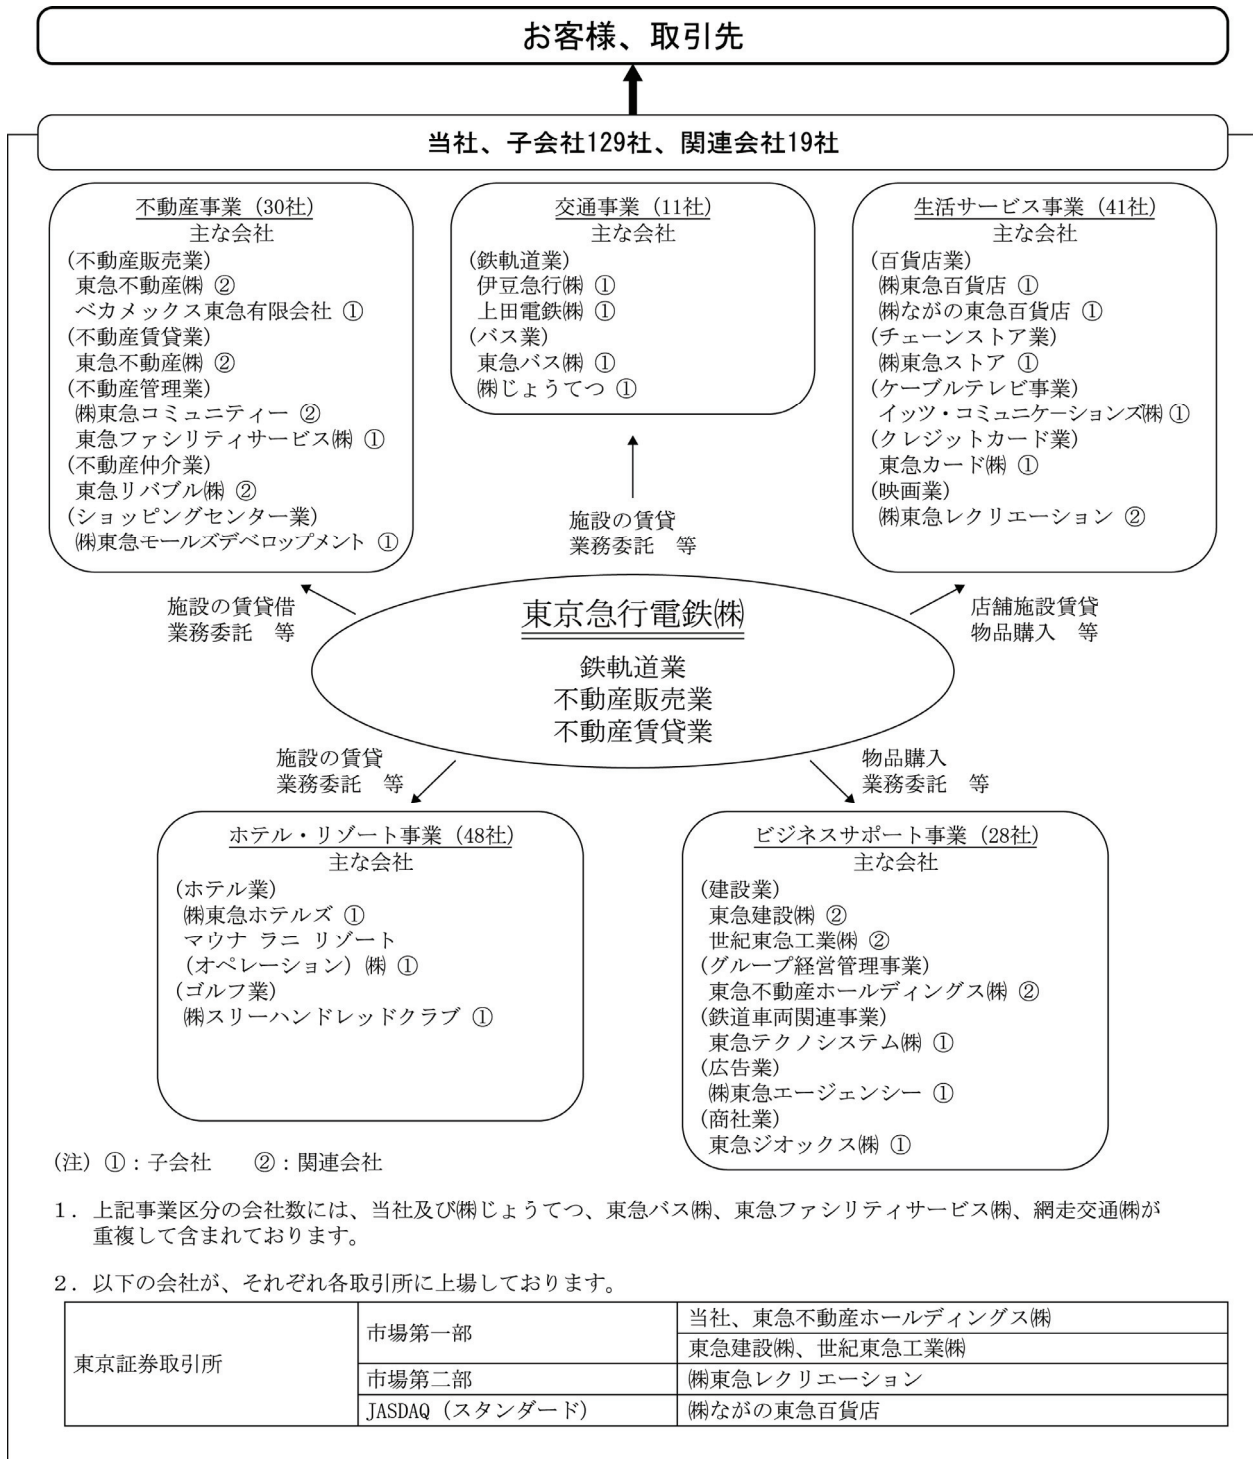 お客様、取引先
当社、子会社129社、関連会社19社
不動産事業（30社）
主な会社
（不動産販売業）
東急不動産㈱ ②
ベカメックス東急有限会社 ①
（不動産賃貸業）
東急不動産㈱ ②
（不動産管理業）
㈱東急コミュニティー ②
東急ファシリティサービス㈱ ①
（不動産仲介業）
東急リバブル㈱ ②
（ショッピングセンター業）
㈱東急モールズデベロップメント ①
交通事業（11社）
主な会社
（鉄軌道業）
伊豆急行㈱ ①
上田電鉄㈱ ①
（バス業）
東急バス㈱ ①
㈱じょうてつ ①
生活サービス事業（41社）
主な会社
（百貨店業）
㈱東急百貨店 ①
㈱ながの東急百貨店 ①
（チェーンストア業）
㈱東急ストア ①
（ケーブルテレビ事業）
イッツ・コミュニケーションズ㈱ ①
（クレジットカード業）
東急カード㈱ ①
（映画業）
㈱東急レクリエーション ②
施設の賃貸
業務委託　等
施設の賃貸借
業務委託　等
店舗施設賃貸
物品購入　等
東京急行電鉄㈱
鉄軌道業
不動産販売業
不動産賃貸業
施設の賃貸
業務委託　等
物品購入
業務委託　等
ホテル・リゾート事業（48社）
主な会社
（ホテル業）
㈱東急ホテルズ ①
マウナ ラニ リゾート
（オペレーション）㈱ ①
（ゴルフ業）
㈱スリーハンドレッドクラブ ①
ビジネスサポート事業（28社）
主な会社
（建設業）
東急建設㈱ ②
世紀東急工業㈱ ②
（グループ経営管理事業）
東急不動産ホールディングス㈱ ②
（鉄道車両関連事業）
東急テクノシステム㈱ ①
（広告業）
㈱東急エージェンシー ①
（商社業）
東急ジオックス㈱ ①
（注）①：子会社　　②：関連会社
１．上記事業区分の会社数には、当社及び㈱じょうてつ、東急バス㈱、東急ファシリティサービス㈱、網走交通㈱が
重複して含まれております。
２．以下の会社が、それぞれ各取引所に上場しております。
東京証券取引所
市場第一部
当社、東急不動産ホールディングス㈱
東急建設㈱、世紀東急工業㈱
市場第二部
㈱東急レクリエーション
JASDAQ（スタンダード）
㈱ながの東急百貨店